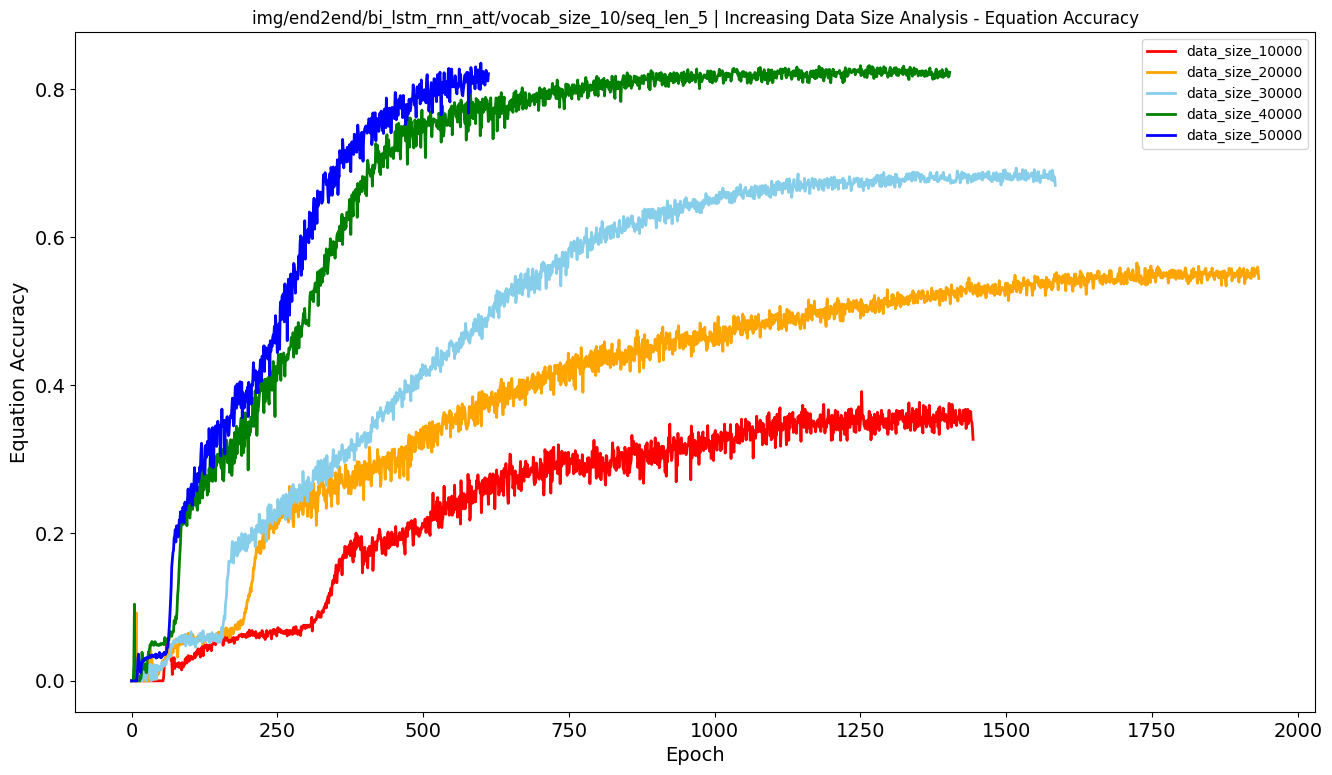 img/end2end/bi_lstm_rnn_att/vocab_size_10/seq_len_5 | Increasing Data Size Analysis - Equation Accuracy
data_size_10000
data_size_20000
data_size_30000
data_size_40000
data_size_50000
Equation Accuracy
0.8
0.6
0.4
0.2
0.0
0 250 500 750 1000 1250 1500 1750 2000
Epoch